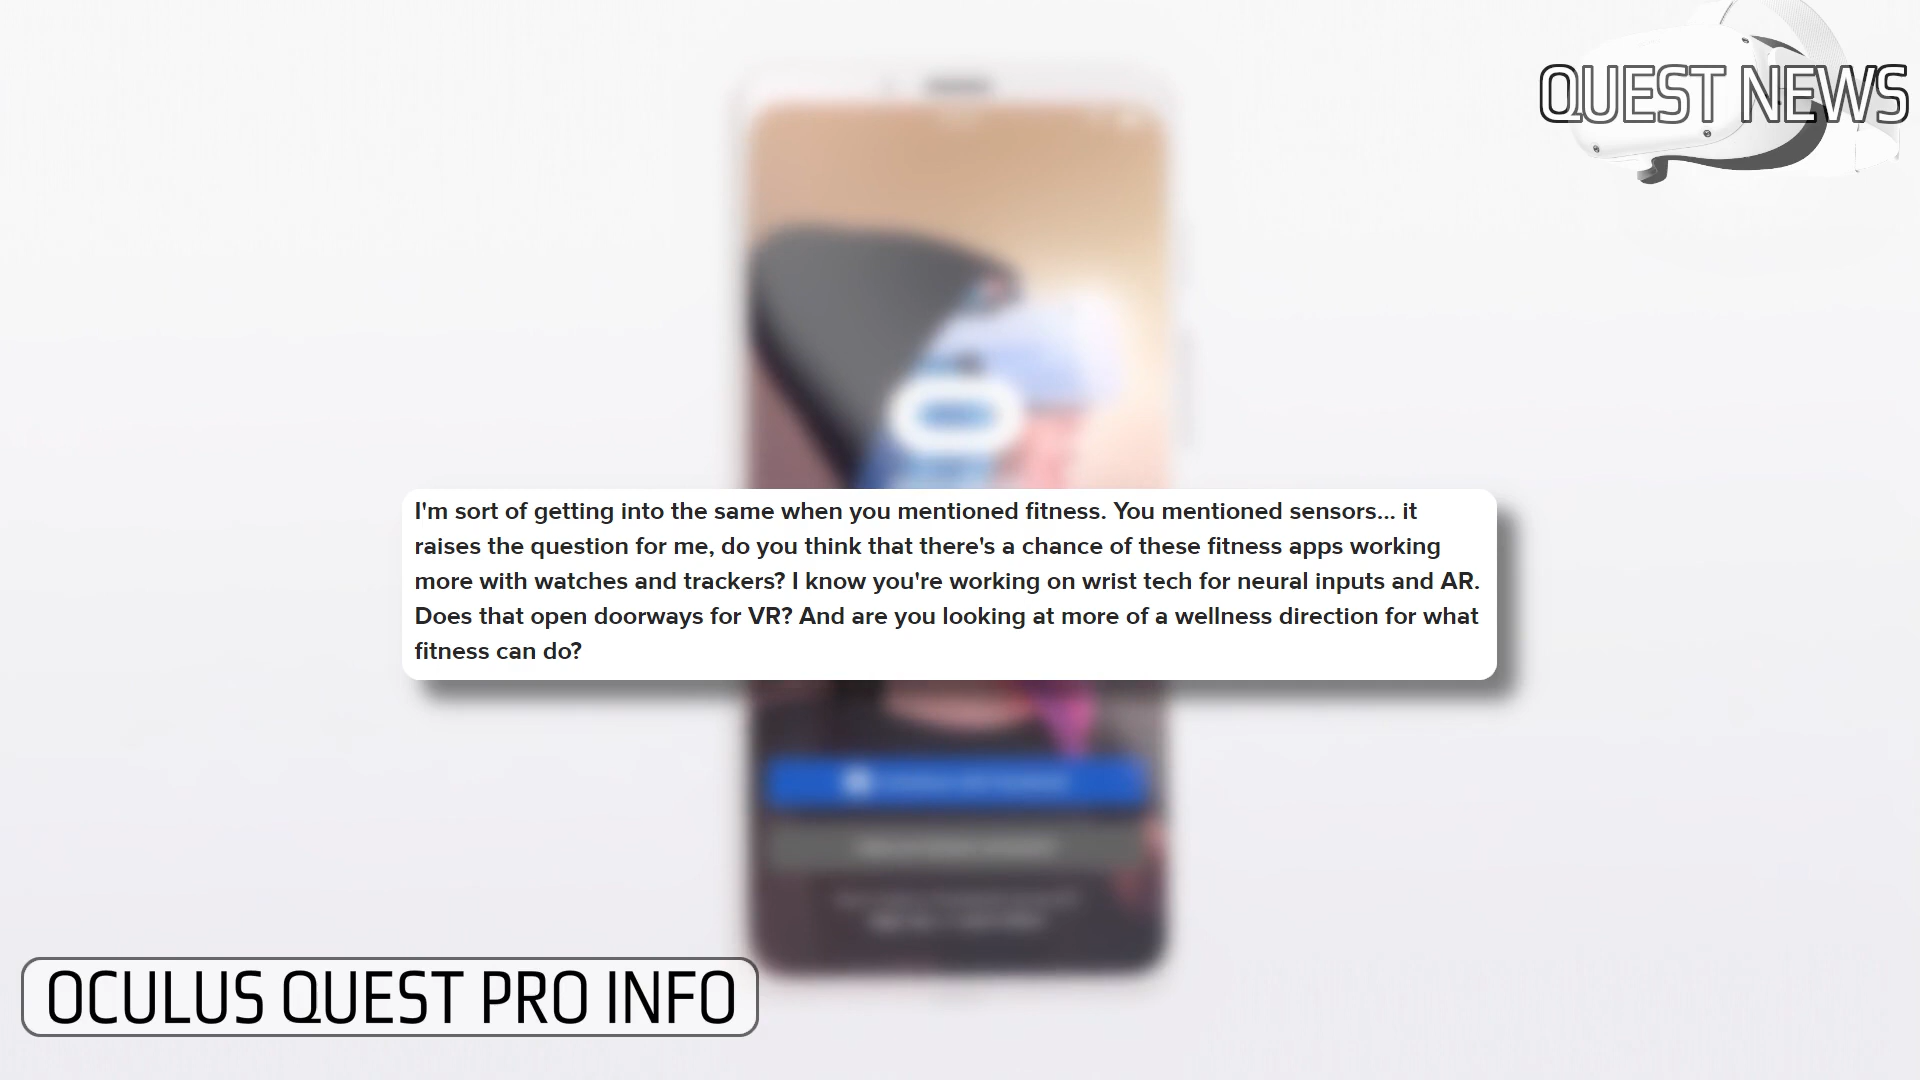 QUEST NEWS
I'm sort of getting into the same when you mentioned fitness. You mentioned sensors... it
raises the question for me, do you think that there's a chance of these fitness apps working
more with watches and trackers? I know you're working on wrist tech for neural inputs and AR.
Does that open doorways for VR? And are you looking at more of a wellness direction for what
fitness can do?
OCULUS QUEST PRO INFO